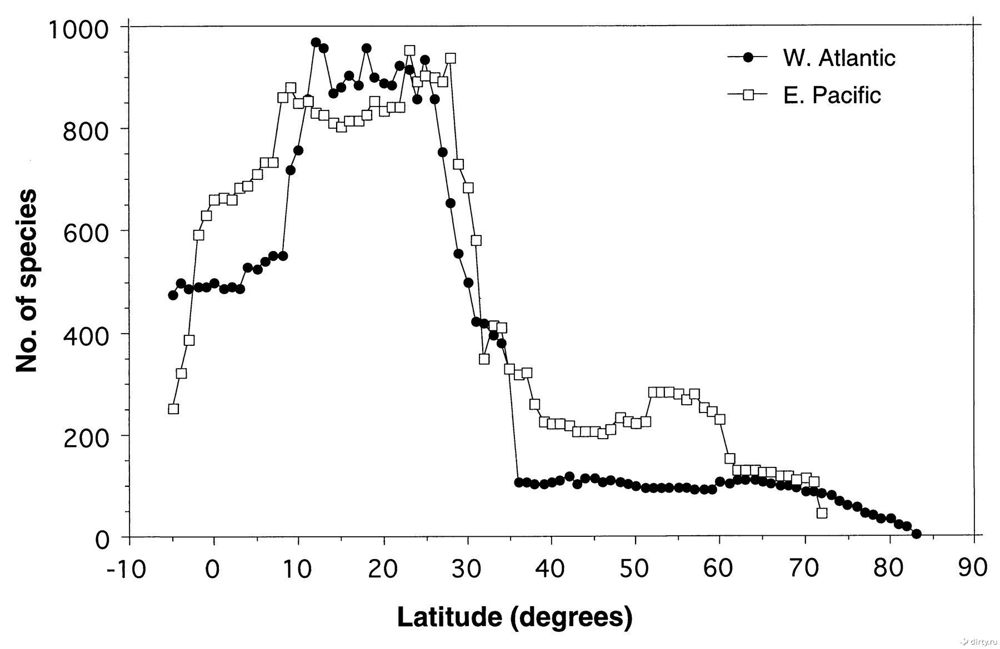 1000
800
600
400
200
0
No. of species
W. Atlantic
E. Pacific
-10 0 10 20 30 40 50 60 70 80 90
Latitude (degrees)
dirty.ru